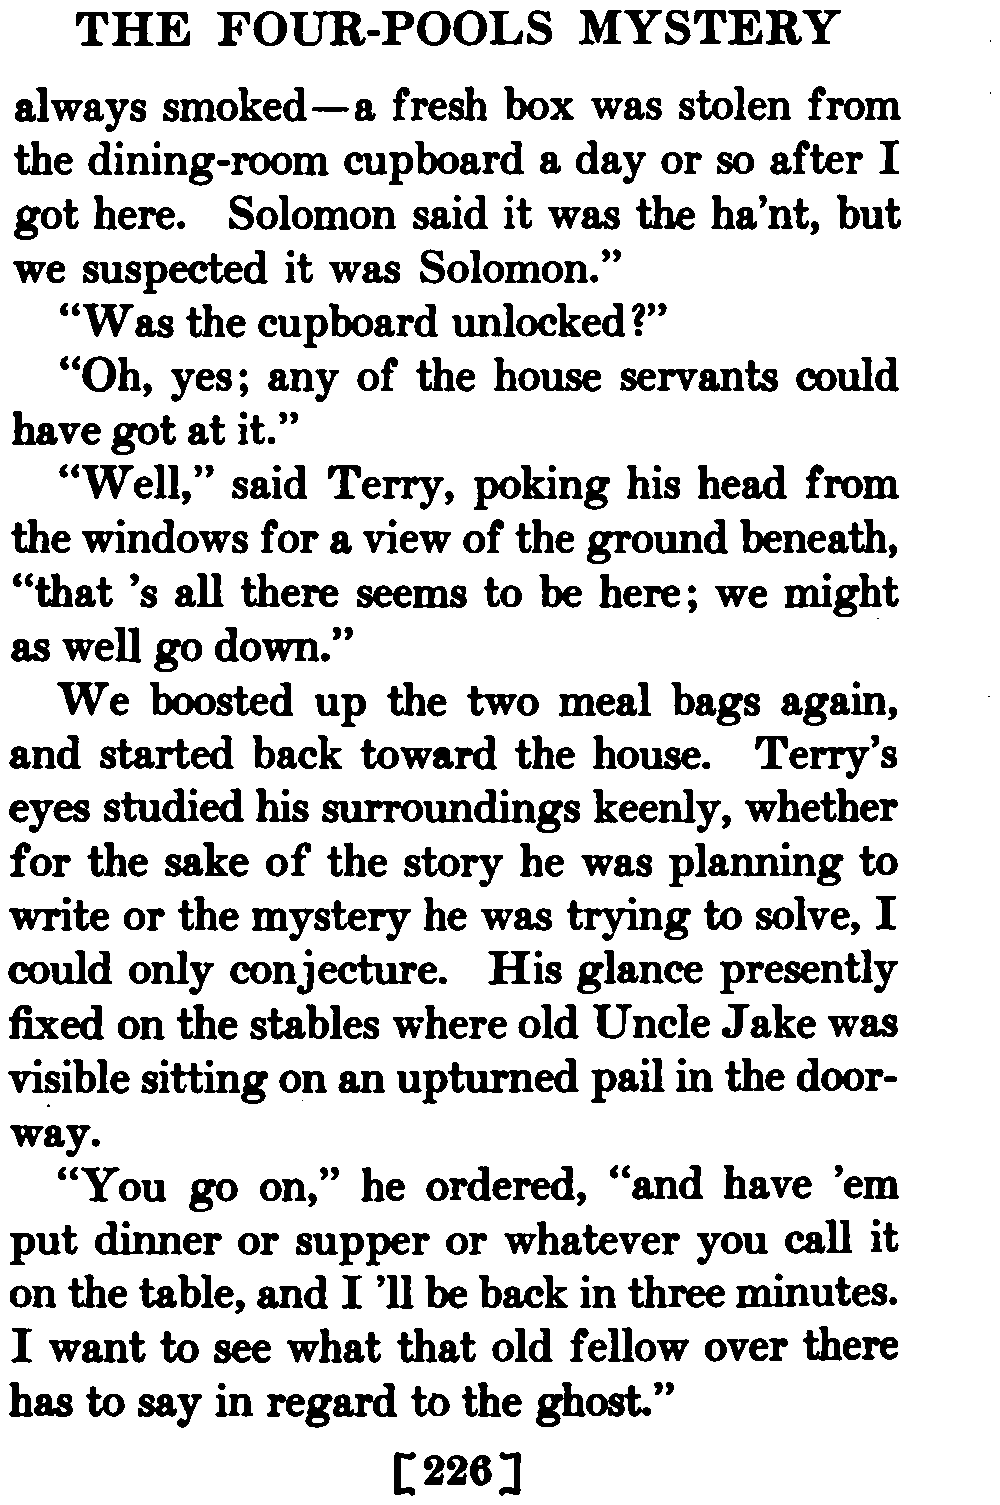 THE FOUR-POOLS MYSTERY
always smoked—a fresh box was stolen from
the dining-room cupboard a day or so after I
got here. Solomon said it was the ha'nt, but
we suspected it was Solomon."
"Was the cupboard unlocked?"
"Oh, yes; any of the house servants could
have got at it."
"Well," said Terry, poking his head from
the windows for a view of the ground beneath,
"that 's all there seems to be here; we might
as well go down."
We boosted up the two meal bags again,
and started back toward the house. Terry's
eyes studied his surroundings keenly, whether
for the sake of the story he was planning to
write or the mystery he was trying to solve, I
could only conjecture. His glance presently
fixed on the stables where old Uncle Jake was
visible sitting on an upturned pail in the door-
way.
"You go on," he ordered, "and have 'em
put dinner or supper or whatever you call it
on the table, and I 'll be back in three minutes.
I want to see what that old fellow over there
has to say in regard to the ghost."
[226]